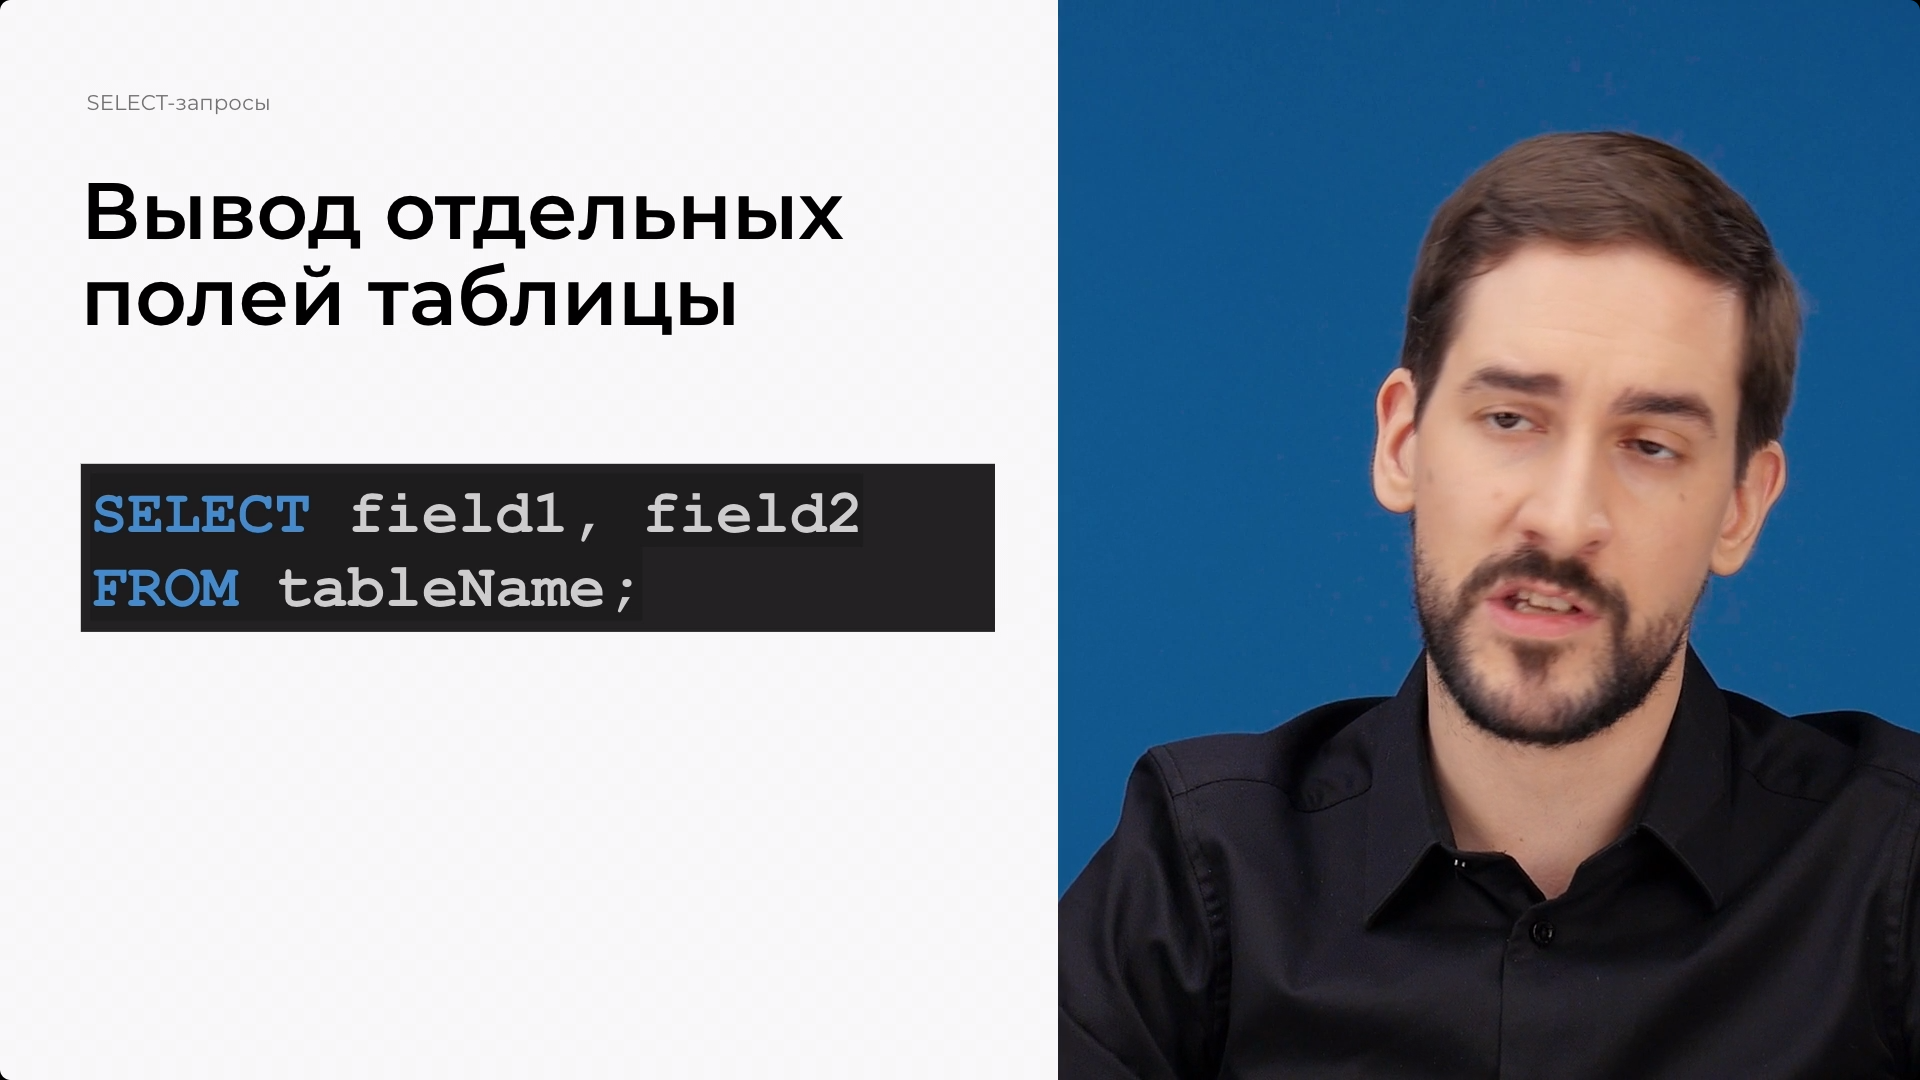 SELECT-запросы
Вывод отдельных
полей таблицы
SELECT field1, field2
FROM tableName;